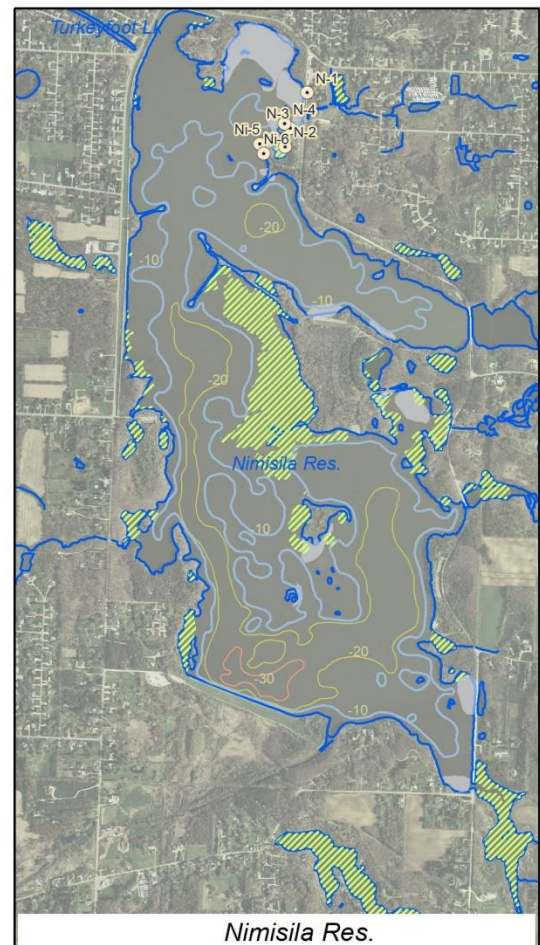 Turkeyfoot Lk
N-1
N-4
N-3
N-2
Ni-5
Ni-6
-20
-10
-10
-20
Nimisila Res.
-10
-20
-30
-10
Nimisila Res.